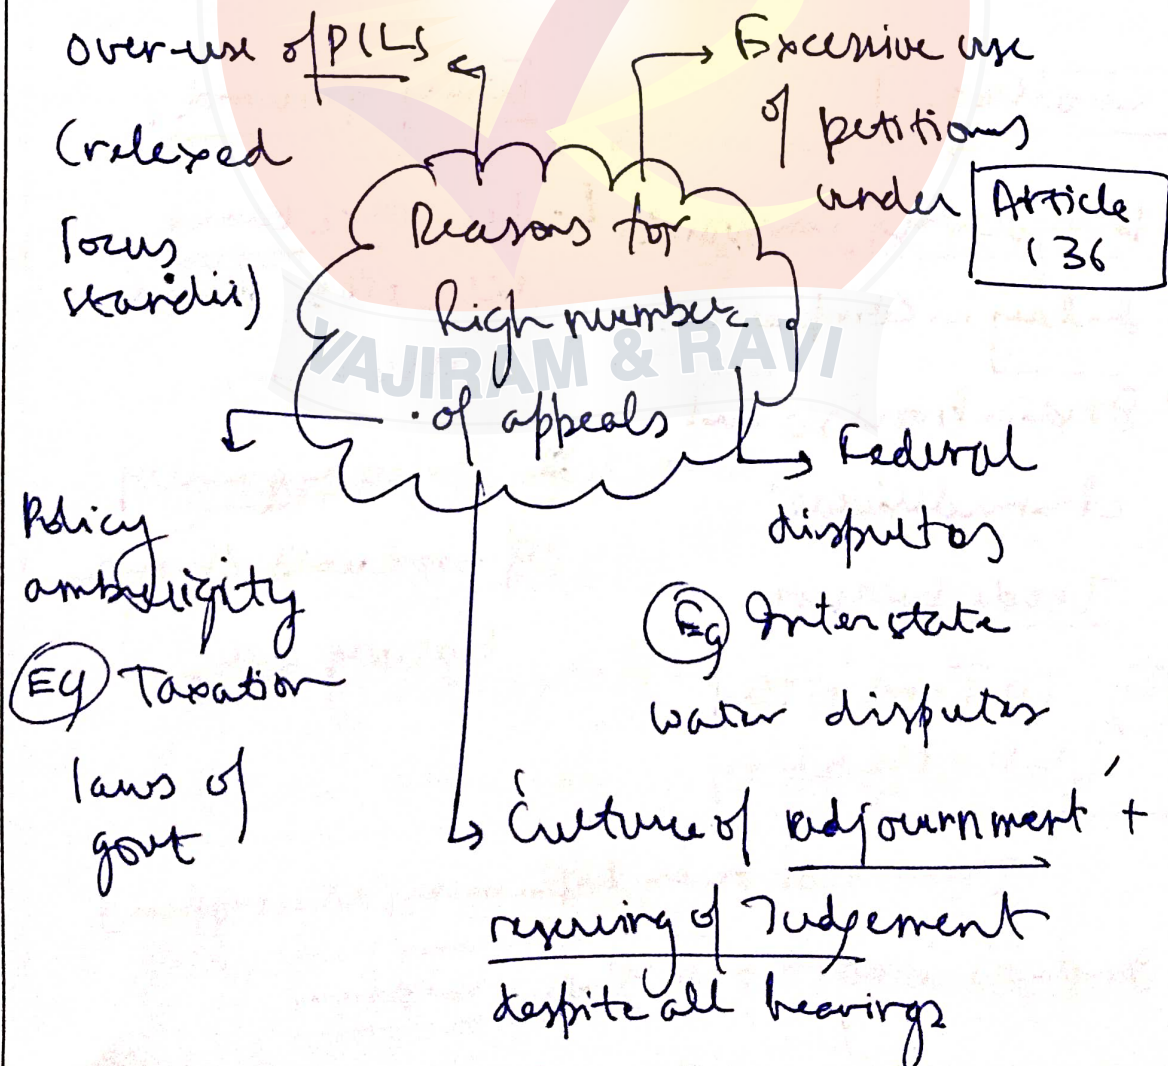 Over-use of PILs
(relaxed
locus
standii)
Excessive use
of petitions
under Article
136
Reasons for
high number
of appeals
VAJIRAM & RAVI
Policy
ambiguity
Eg Taxation
laws of
govt
Federal
disputes
Eg Interstate
water disputes
'Culture of adjournment' +
reserving of Judgement
despite all hearings